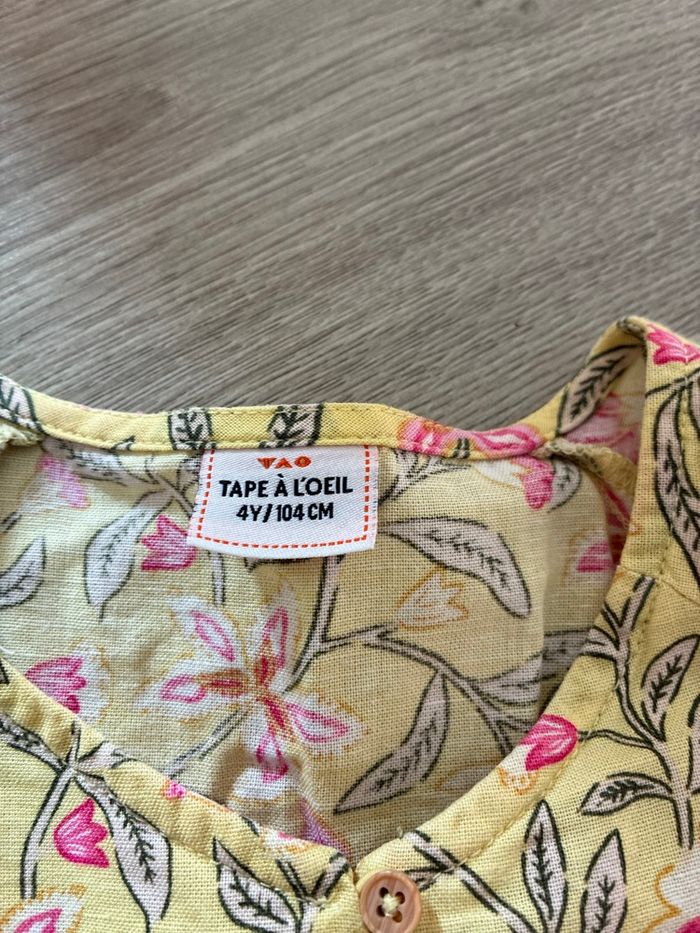 TAO
TAPE À L'OEIL
4Y/104 CM